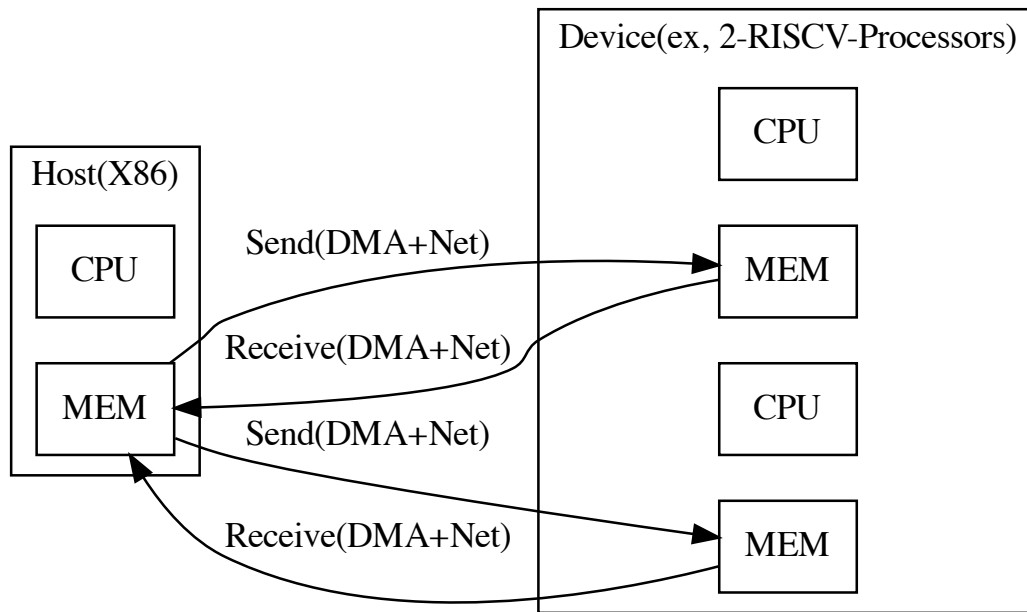 Device(ex, 2-RISCV-Processors)
CPU
Host(X86)
CPU
Send(DMA+Net)
MEM
Receive(DMA+Net)
MEM
CPU
Send(DMA+Net)
Receive(DMA+Net)
MEM